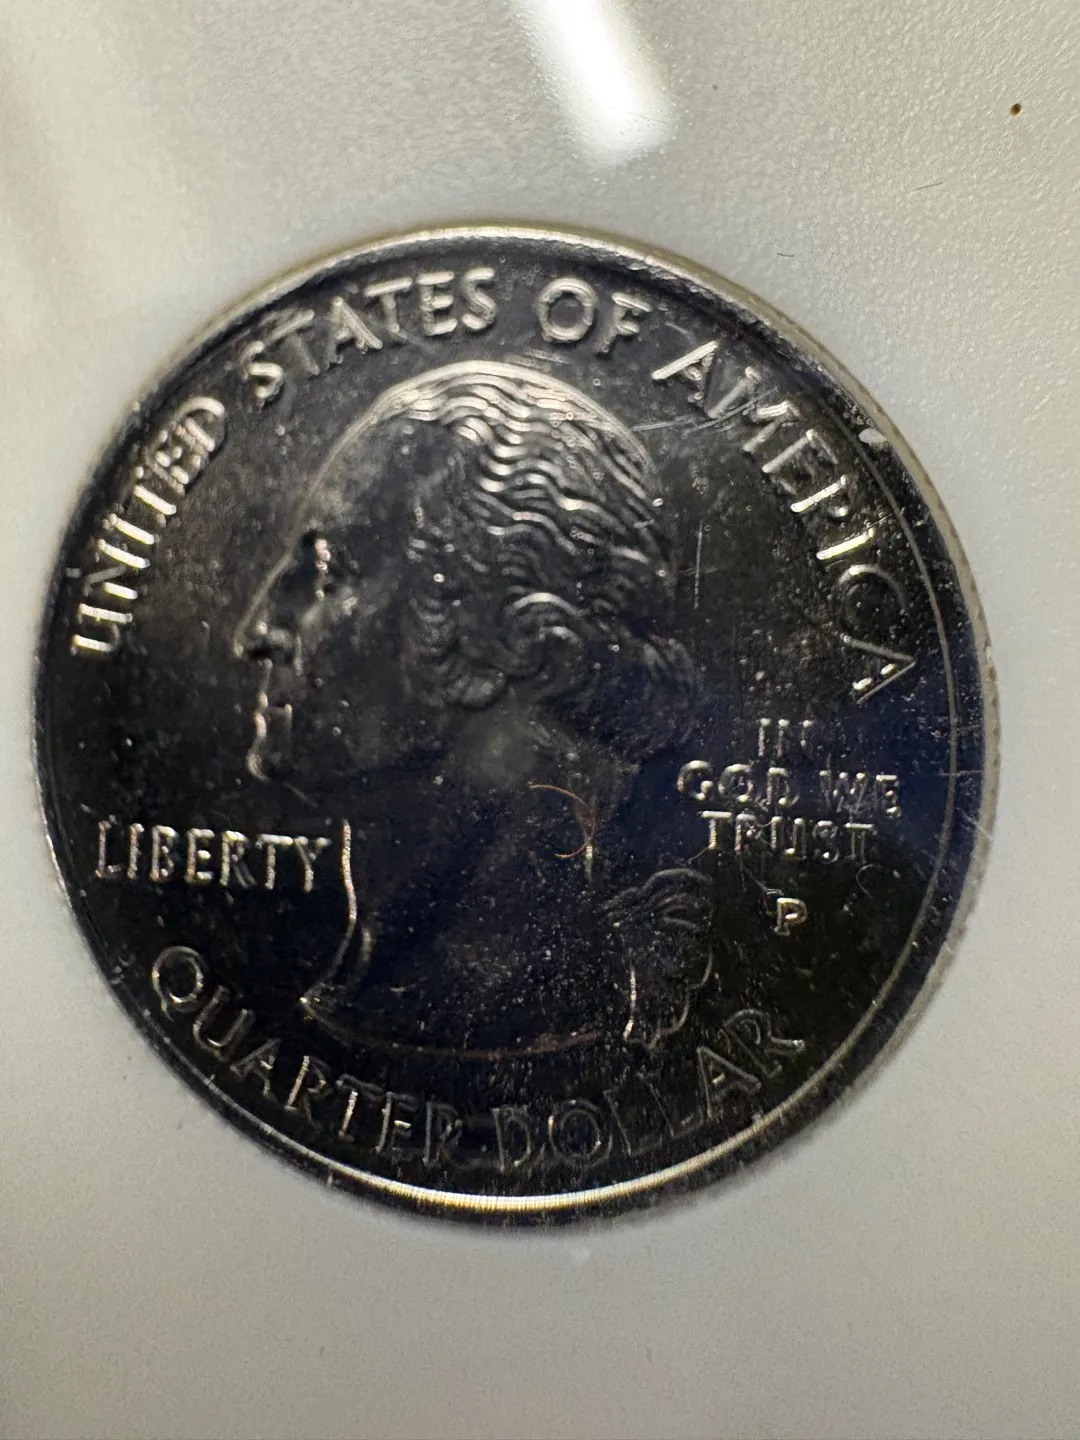 UNITED STATES OF AMERICA
LIBERTY
IN
GOD WE
TRUST
P
QUARTER DOLLAR